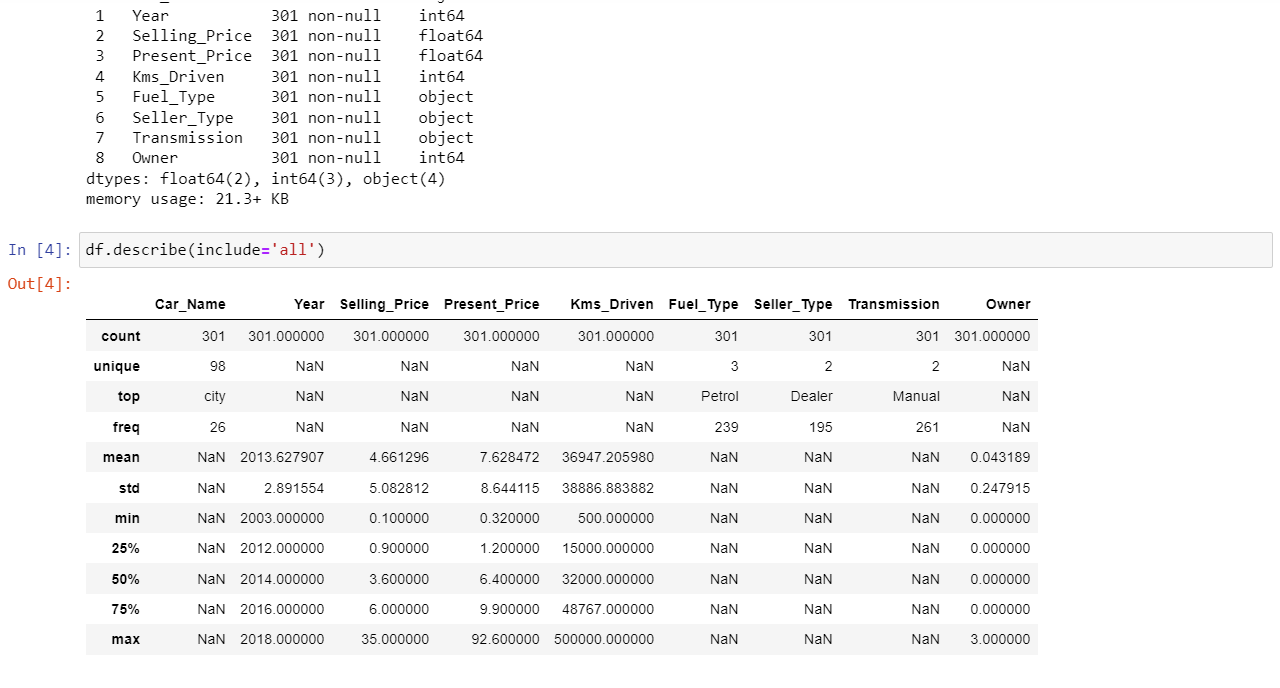 1 Year 301 non-null int64
2 Selling_Price 301 non-null float64
3 Present_Price 301 non-null float64
4 Kms_Driven 301 non-null int64
5 Fuel_Type 301 non-null object
6 Seller_Type 301 non-null object
7 Transmission 301 non-null object
8 Owner 301 non-null int64
dtypes: float64(2), int64(3), object(4)
memory usage: 21.3+ KB
In [4]: df.describe(include='all')
Out[4]:
Car_Name Year Selling_Price Present_Price Kms_Driven Fuel_Type Seller_Type Transmission Owner
count 301 301.000000 301.000000 301.000000 301.000000 301 301 301 301.000000
unique 98 NaN NaN NaN NaN 3 2 2 NaN
top city NaN NaN NaN NaN Petrol Dealer Manual NaN
freq 26 NaN NaN NaN NaN 239 195 261 NaN
mean NaN 2013.627907 4.661296 7.628472 36947.205980 NaN NaN NaN 0.043189
std NaN 2.891554 5.082812 8.644115 38886.883882 NaN NaN NaN 0.247915
min NaN 2003.000000 0.100000 0.320000 500.000000 NaN NaN NaN 0.000000
25% NaN 2012.000000 0.900000 1.200000 15000.000000 NaN NaN NaN 0.000000
50% NaN 2014.000000 3.600000 6.400000 32000.000000 NaN NaN NaN 0.000000
75% NaN 2016.000000 6.000000 9.900000 48767.000000 NaN NaN NaN 0.000000
max NaN 2018.000000 35.000000 92.600000 500000.000000 NaN NaN NaN 3.000000